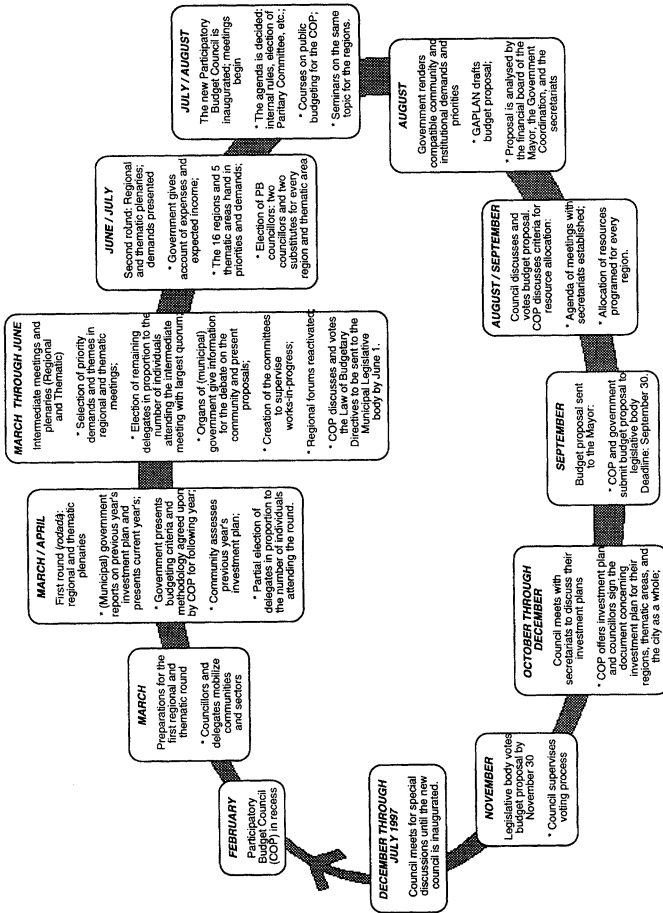 FEBRUARY
Participatory
Budget Council
(COP) in recess
MARCH
Preparations for the
first regional and
thematic round
* Councillors and
delegates mobilize
communities
and sectors
MARCH / APRIL
First round (rodada):
regional and thematic
plenaries
* (Municipal) government
reports on previous year's
investment plan and
presents current year's;
* Government presents
budgeting criteria and
methodology agreed upon
by COP for following year;
* Community assesses
previous year's
investment plan;
* Partial election of
delegates in proportion to
the number of individuals
attending the round.
MARCH THROUGH JUNE
Intermediate meetings and
plenaries (Regional
and Thematic)
* Selection of priority
demands and themes in
regional and thematic
meetings;
* Election of remaining
delegates in proportion to the
number of individuals
attending the intermediate
meeting with largest quorum;
* Organs of (municipal)
government give information
for the debate on the
community and present
proposals;
* Creation of the committees
to supervise
works-in-progress;
* Regional forums reactivated;
* COP discusses and votes
the Law of Budgetary
Directives to be sent to the
Municipal Legislative
body by June 1.
JUNE / JULY
Second rolund: Regional
and thematic plenaries;
demands presented
* Government gives
account of expenses and
expected income;
* The 16 regions and 5
thematic areas hand in
priorities and demands;
* Election of PB
councillors: two
councillors and two
substitutes for every
region and thematic area
JULY / AUGUST
The new Participatory
Budget Council is
inaugurated; meetings
begin
* The agenda is decided:
internal rules, election of
Paritary Committee, etc.;
* Courses on public
budgeting for the COP;
* Seminars on the same
topic for the regions.
AUGUST
Government renders
compatible community and
institutional demands and
priorities
* GAPLAN drafts
budget proposal;
* Proposal is analysed by
the financial board of the
Mayor, the Government
Coordination, and the
secretariats
AUGUST / SEPTEMBER
Council discusses and
votes budget proposal.
COP discusses criteria for
resource allocation:
* Agenda of meetings with
secretariats established;
* Allocation of resources
programed for every
region.
SEPTEMBER
Budget proposal sent
to the Mayor:
* COP and government
submit budget proposal to
legislative body
Deadline: September 30.
OCTOBER THROUGH
DECEMBER
Council meets with
secretariats to discuss their
investment plans
* COP offers investment plan
and councillors sign the
document concerning
investment plan for their
regions, thematic areas, and
the city as a whole;
NOVEMBER
Legislative body votes
budget proposal by
November 30
* Council supervises
voting process
DECEMBER THROUGH
JULY 1997
Council meets for special
discussions until the new
council is inaugurated.